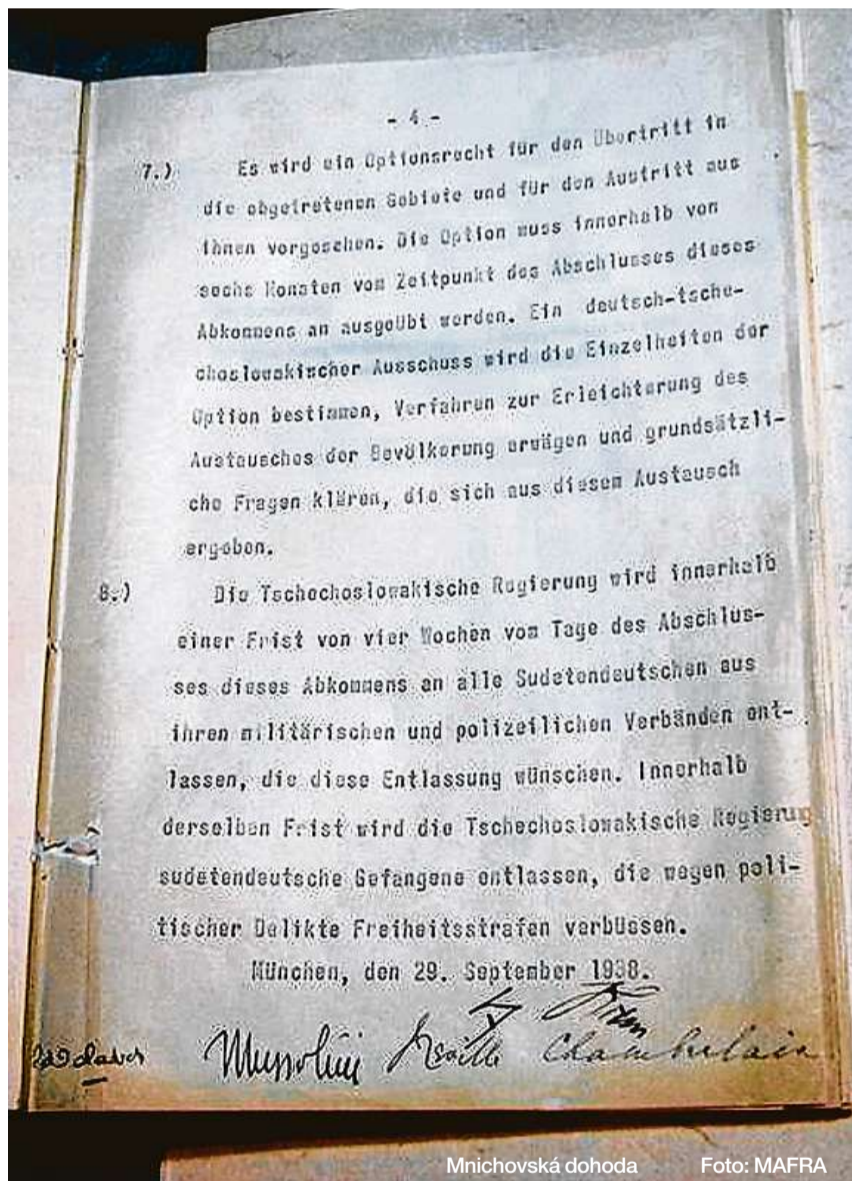 - 4 -
7.) Es wird ein Optionsrecht für den Übertritt in
die abgetretenen Gebiete und für den Austritt aus
ihnen vorgesehen. Die Option muss innerhalb von
sechs Monaten vom Zeitpunkt des Abschlusses dieses
Abkommens an ausgeübt werden. Ein deutsch-tsche-
choslowakischer Ausschuss wird die Einzelheiten der
Option bestimmen, Verfahren zur Erleichterung des
Austausches der Bevölkerung erwägen und grundsätzli-
che Fragen klären, die sich aus diesem Austausch
ergeben.
8.) Die Tschechoslowakische Regierung wird innerhalb
einer Frist von vier Wochen vom Tage des Abschlus-
ses dieses Abkommens an alle Sudetendeutschen aus
ihren militärischen und polizeilichen Verbänden ent-
lassen, die diese Entlassung wünschen. Innerhalb
derselben Frist wird die Tschechoslowakische Regierung
sudetendeutsche Gefangene entlassen, die wegen poli-
tischer Delikte Freiheitsstrafen verbüssen.
München, den 29. September 1938.
Mussolini Neville Chamberlain
Mnichovská dohoda Foto: MAFRA